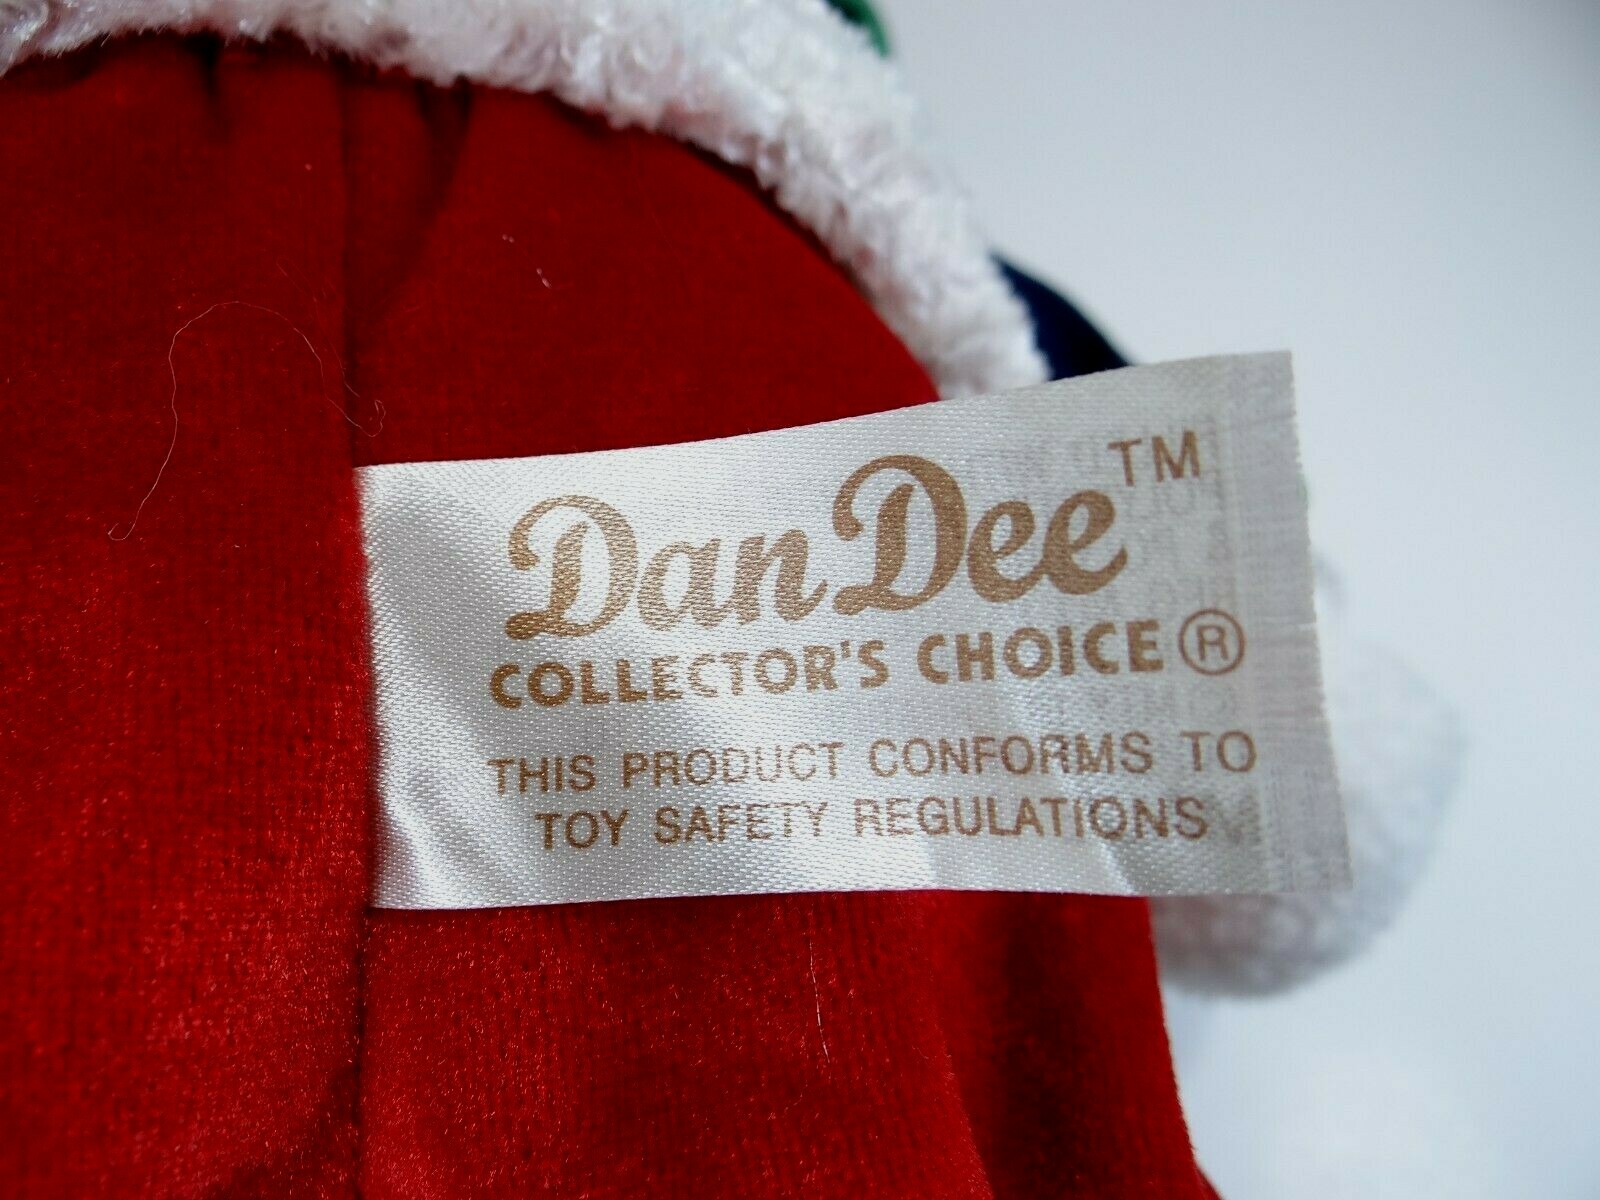 Dan Dee™
COLLECTOR'S CHOICE®
THIS PRODUCT CONFORMS TO
TOY SAFETY REGULATIONS